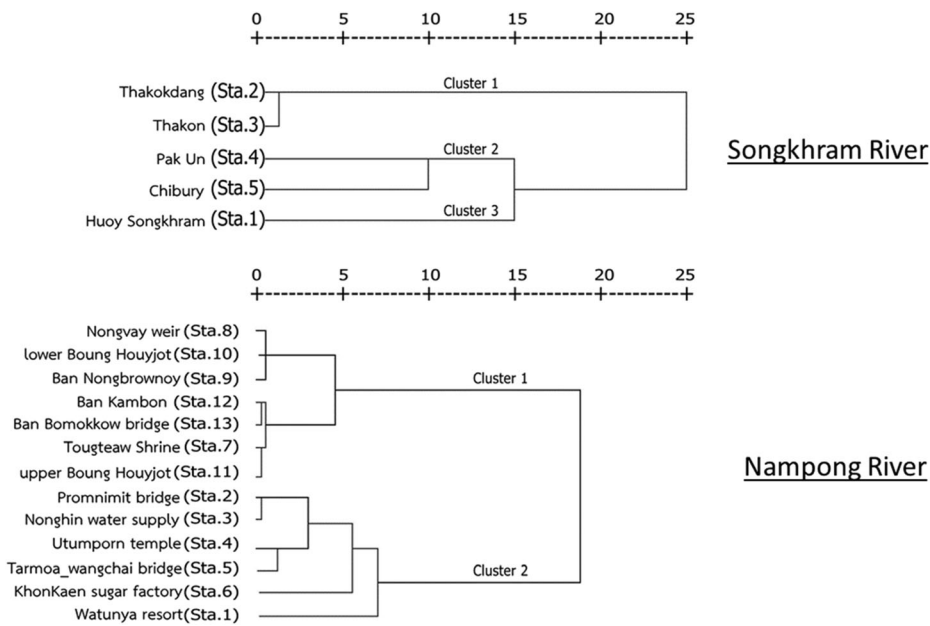 0 5 10 15 20 25
Cluster 1
Thakokdang (Sta.2)
Thakon (Sta.3)
Cluster 2
Pak Un (Sta.4)
Songkhram River
Chibury (Sta.5)
Cluster 3
Huoy Songkhram (Sta.1)
0 5 10 15 20 25
Nongvay weir (Sta.8)
lower Boung Houyjot (Sta.10)
Ban Nongbrownoy (Sta.9)
Cluster 1
Ban Kambon (Sta.12)
Ban Bomokkow bridge (Sta.13)
Tougteaw Shrine (Sta.7)
upper Boung Houyjot (Sta.11)
Nampong River
Promnimit bridge (Sta.2)
Nonghin water supply (Sta.3)
Utumporn temple (Sta.4)
Tarmoa_wangchai bridge (Sta.5)
Cluster 2
KhonKaen sugar factory (Sta.6)
Watunya resort (Sta.1)